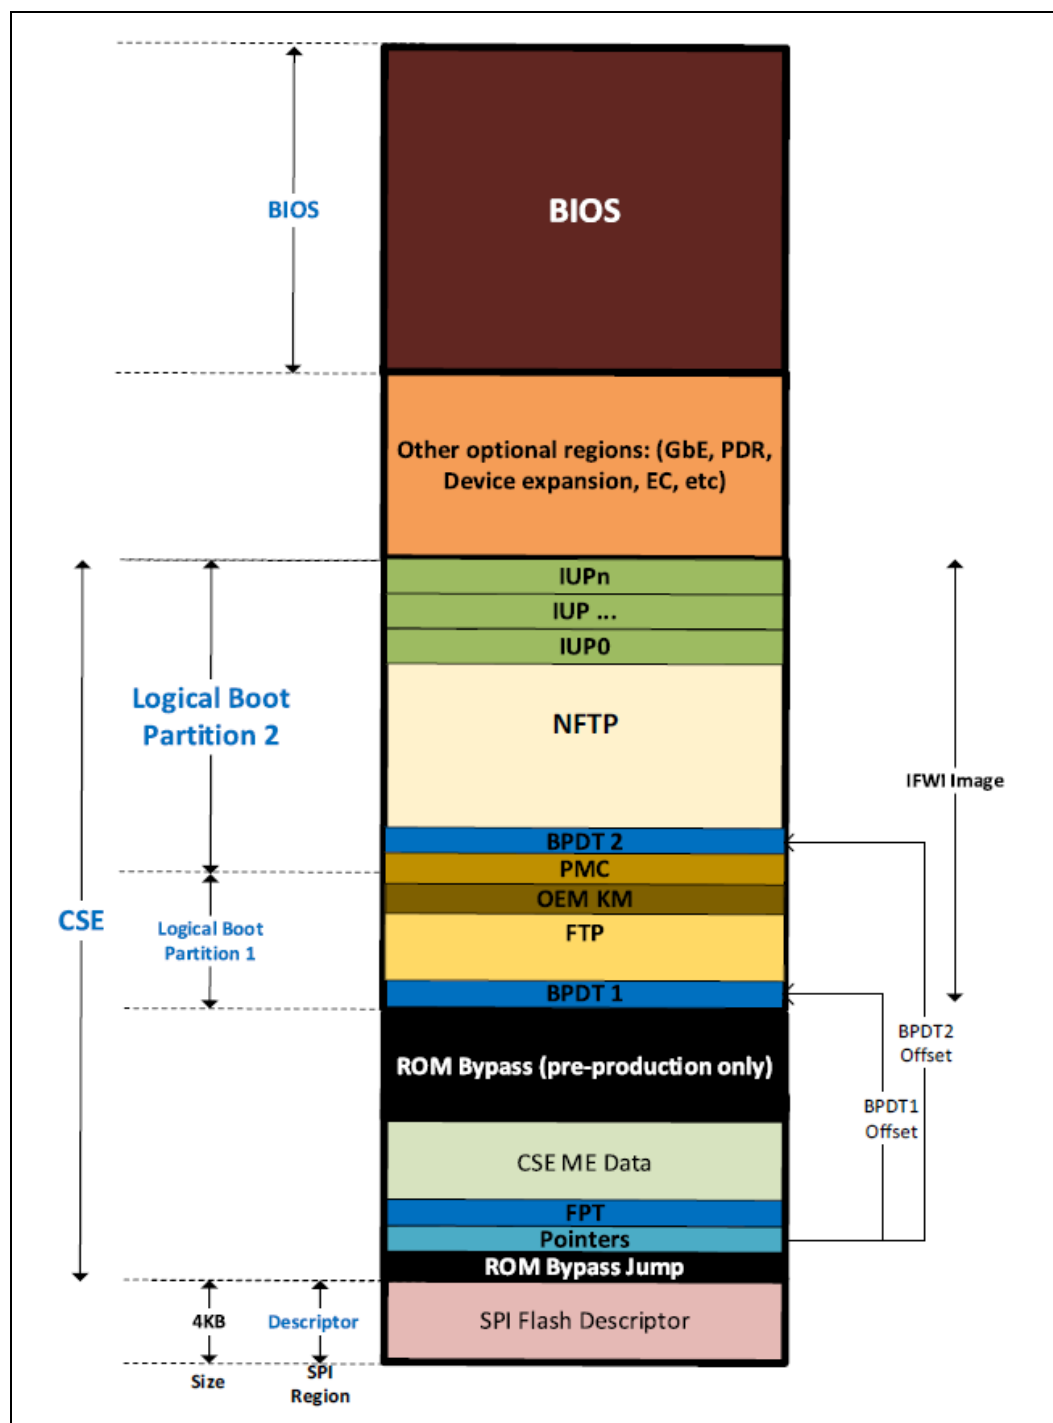 BIOS
BIOS
Other optional regions: (GbE, PDR,
Device expansion, EC, etc)
IUPn
IUP ...
IUP0
Logical Boot
Partition 2
NFTP
IFWI Image
BPDT 2
PMC
OEM KM
CSE
Logical Boot
Partition 1
FTP
BPDT 1
BPDT2
Offset
ROM Bypass (pre-production only)
BPDT1
Offset
CSE ME Data
FPT
Pointers
ROM Bypass Jump
4KB
Descriptor
SPI Flash Descriptor
Size
SPI
Region